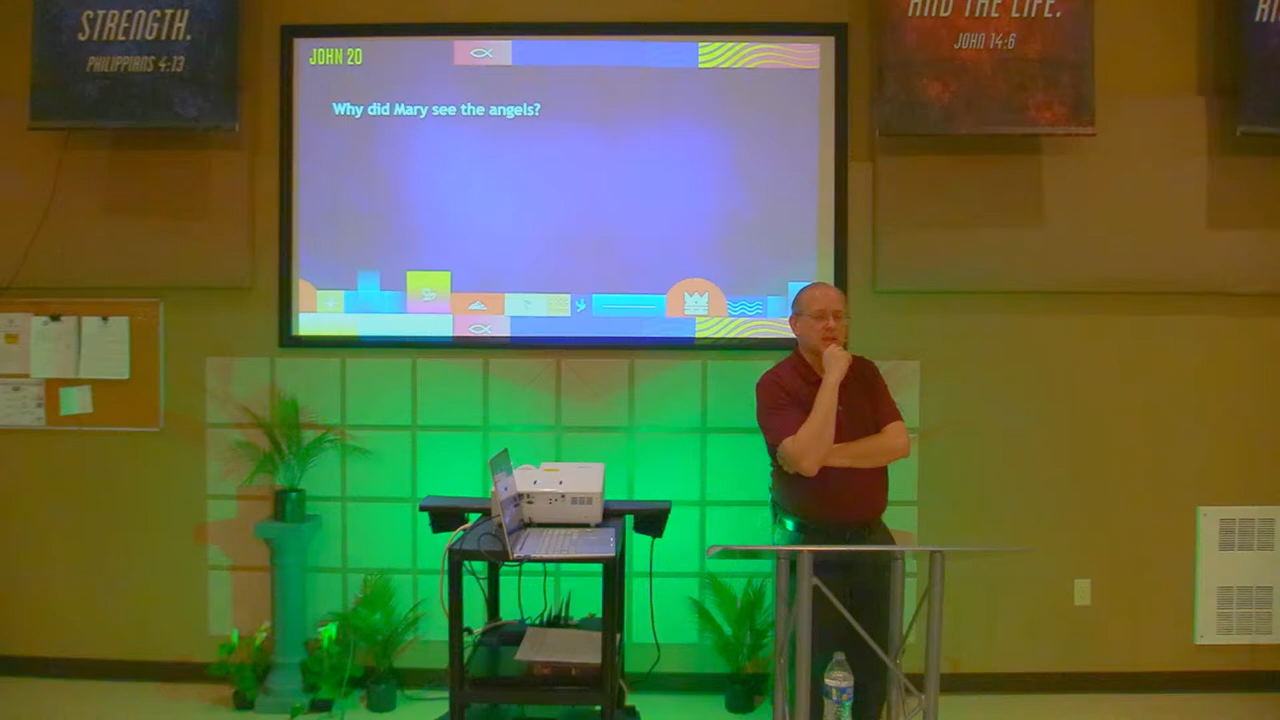 STRENGTH.
PHILIPPIANS 4:13
JOHN 20
Why did Mary see the angels?
AND THE LIFE.
JOHN 14:6